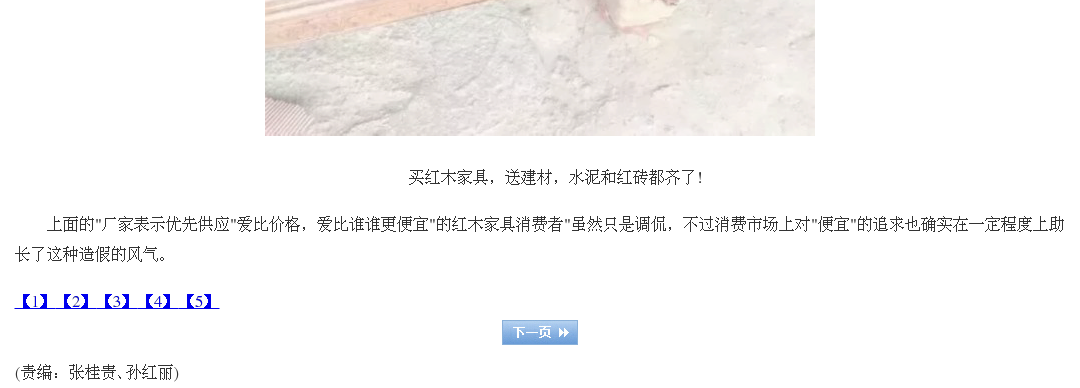 买红木家具，送建材，水泥和红砖都齐了!
上面的"厂家表示优先供应"爱比价格，爱比谁谁更便宜"的红木家具消费者"虽然只是调侃，不过消费市场上对"便宜"的追求也确实在一定程度上助
长了这种造假的风气。
【1】 【2】 【3】 【4】 【5】
下一页
(责编：张桂贵、孙红丽)